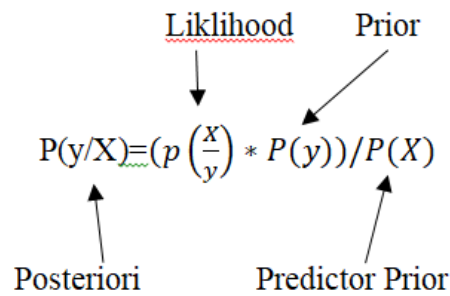 Liklihood Prior
P(y/X)=(p(x/y) * P(y))/P(X)
Posteriori Predictor Prior